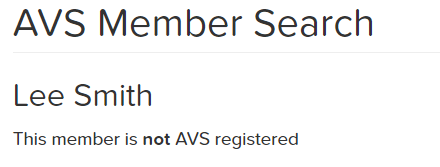 AVS Member Search
Lee Smith
This member is not AVS registered